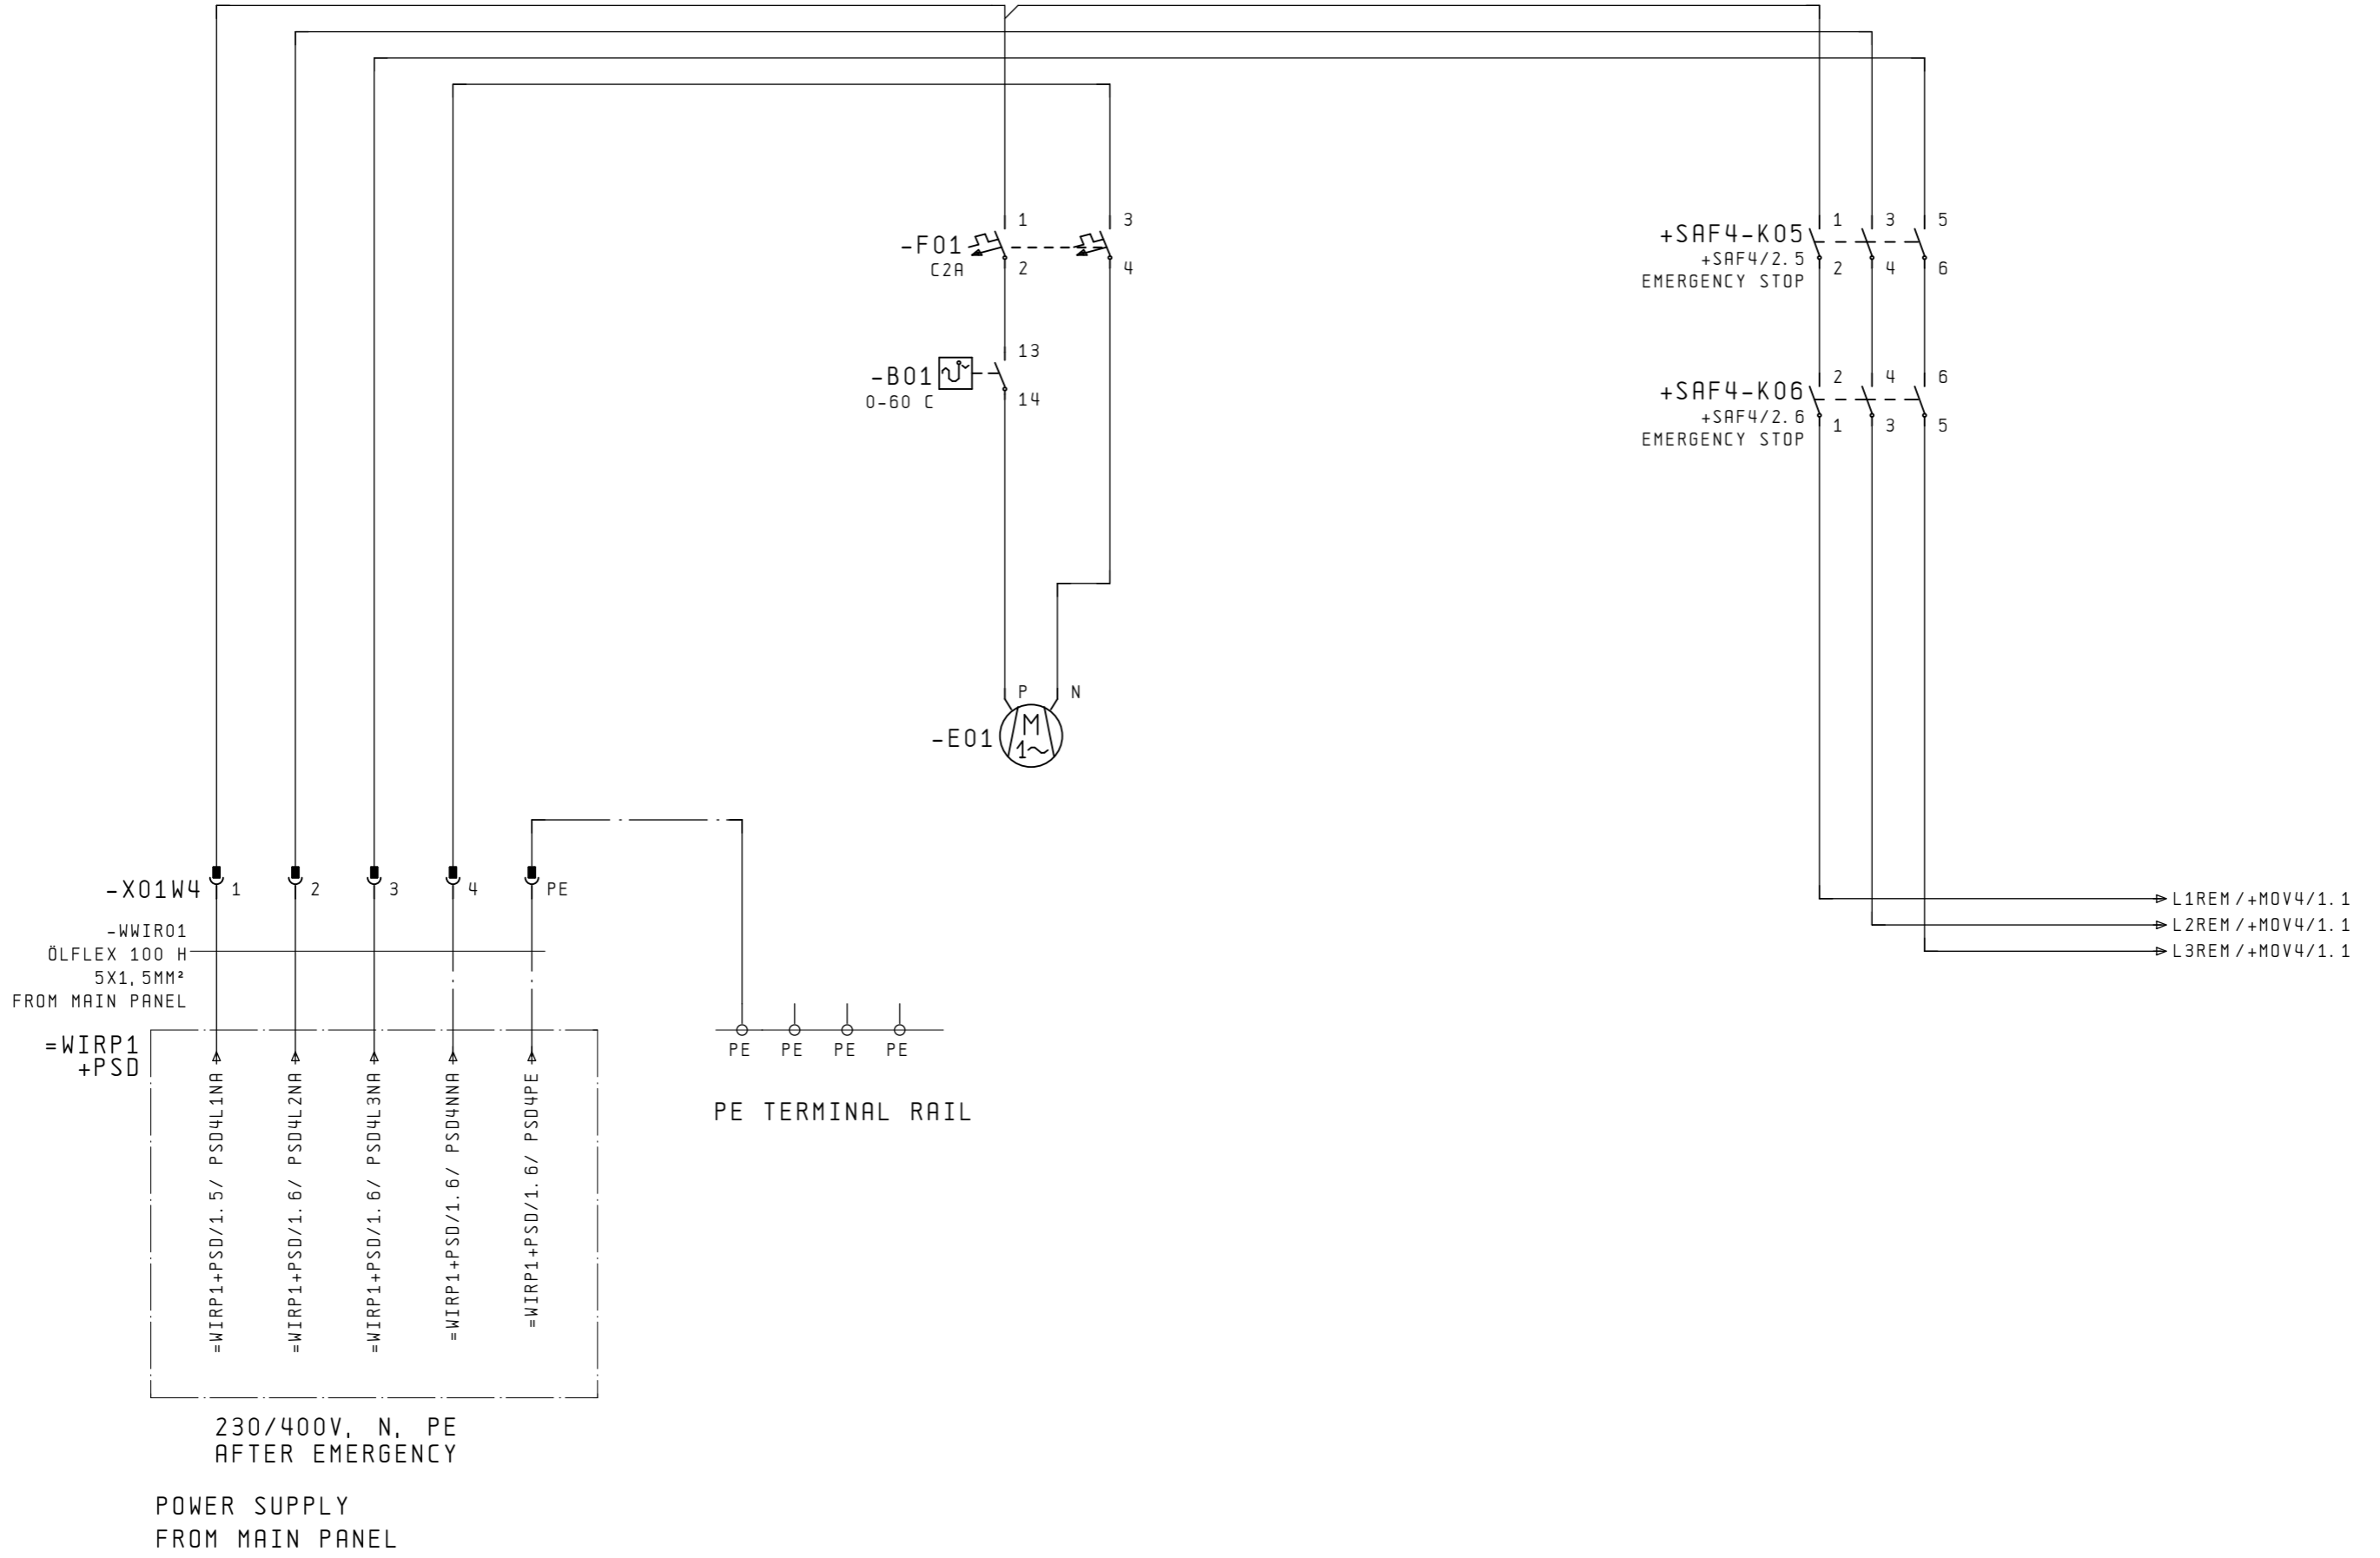 1
3
-F01
C2A
2
4
13
-B01
0-60 C
14
1 3 5
+SAF4-K05
+SAF4/2.5
EMERGENCY STOP
2 4 6
2 4 6
+SAF4-K06
+SAF4/2.6
EMERGENCY STOP
1 3 5
P N
-E01
M
1~
-X01W4 1 2 3 4 PE
-WWIR01
ÖLFLEX 100 H
5X1,5MM²
FROM MAIN PANEL
L1REM/+MOV4/1.1
L2REM/+MOV4/1.1
L3REM/+MOV4/1.1
=WIRP1
+PSD
=WIRP1+PSD/1.5/ PSD4L1NA
=WIRP1+PSD/1.6/ PSD4L2NA
=WIRP1+PSD/1.6/ PSD4L3NA
=WIRP1+PSD/1.6/ PSD4NNA
=WIRP1+PSD/1.6/ PSD4PE
PE PE PE PE
PE TERMINAL RAIL
230/400V, N, PE
AFTER EMERGENCY
POWER SUPPLY
FROM MAIN PANEL